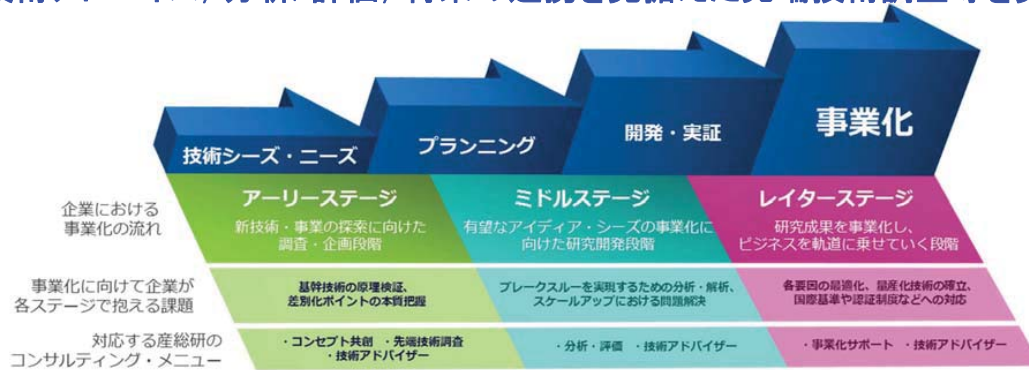 技術シーズ・ニーズ
プランニング
開発・実証
事業化
企業における
事業化の流れ
アーリーステージ
新技術・事業の探索に向けた
調査・企画段階
ミドルステージ
有望なアイディア・シーズの事業化に
向けた研究開発段階
レイターステージ
研究成果を事業化し、
ビジネスを軌道に乗せていく段階
事業化に向けて企業が
各ステージで抱える課題
基幹技術の原理検証、
差別化ポイントの本質把握
ブレークスルーを実現するための分析・解析、
スケールアップにおける問題解決
各要因の最適化、量産化技術の確立、
国際基準や認証制度などへの対応
対応する産総研の
コンサルティング・メニュー
・コンセプト共創 ・先端技術調査
・技術アドバイザー
・分析・評価 ・技術アドバイザー
・事業化サポート ・技術アドバイザー